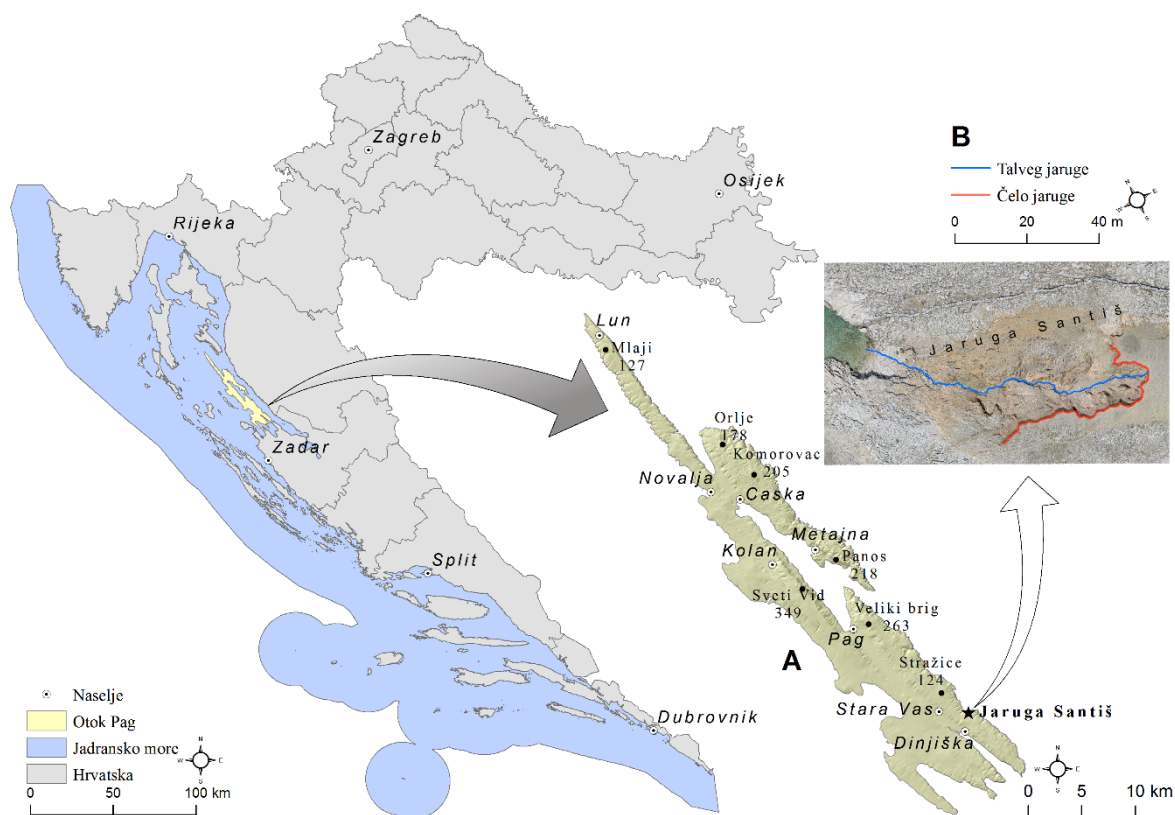 Zagreb
Osijek
Rijeka
Zadar
Split
Dubrovnik
Naselje
Otok Pag
Jadransko more
Hrvatska
N
W E
S
0 50 100 km
Lun
Mlaji
127
Orlje
178
Komorovac
205
Novalja
Caska
Metajna
Panos
218
Kolan
Sveti Vid
349
Veliki brig
263
Pag
A
Stražice
124
Stara Vas
Jaruga Santiš
Dinjiška
N
W E
S
0 5 10 km
B
Talveg jaruge
Čelo jaruge
N
W E
S
0 20 40 m
Jaruga Santiš